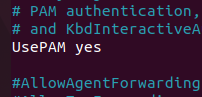 # PAM authentication,
# and KbdInteractiveA
UsePAM yes
#AllowAgentForwarding